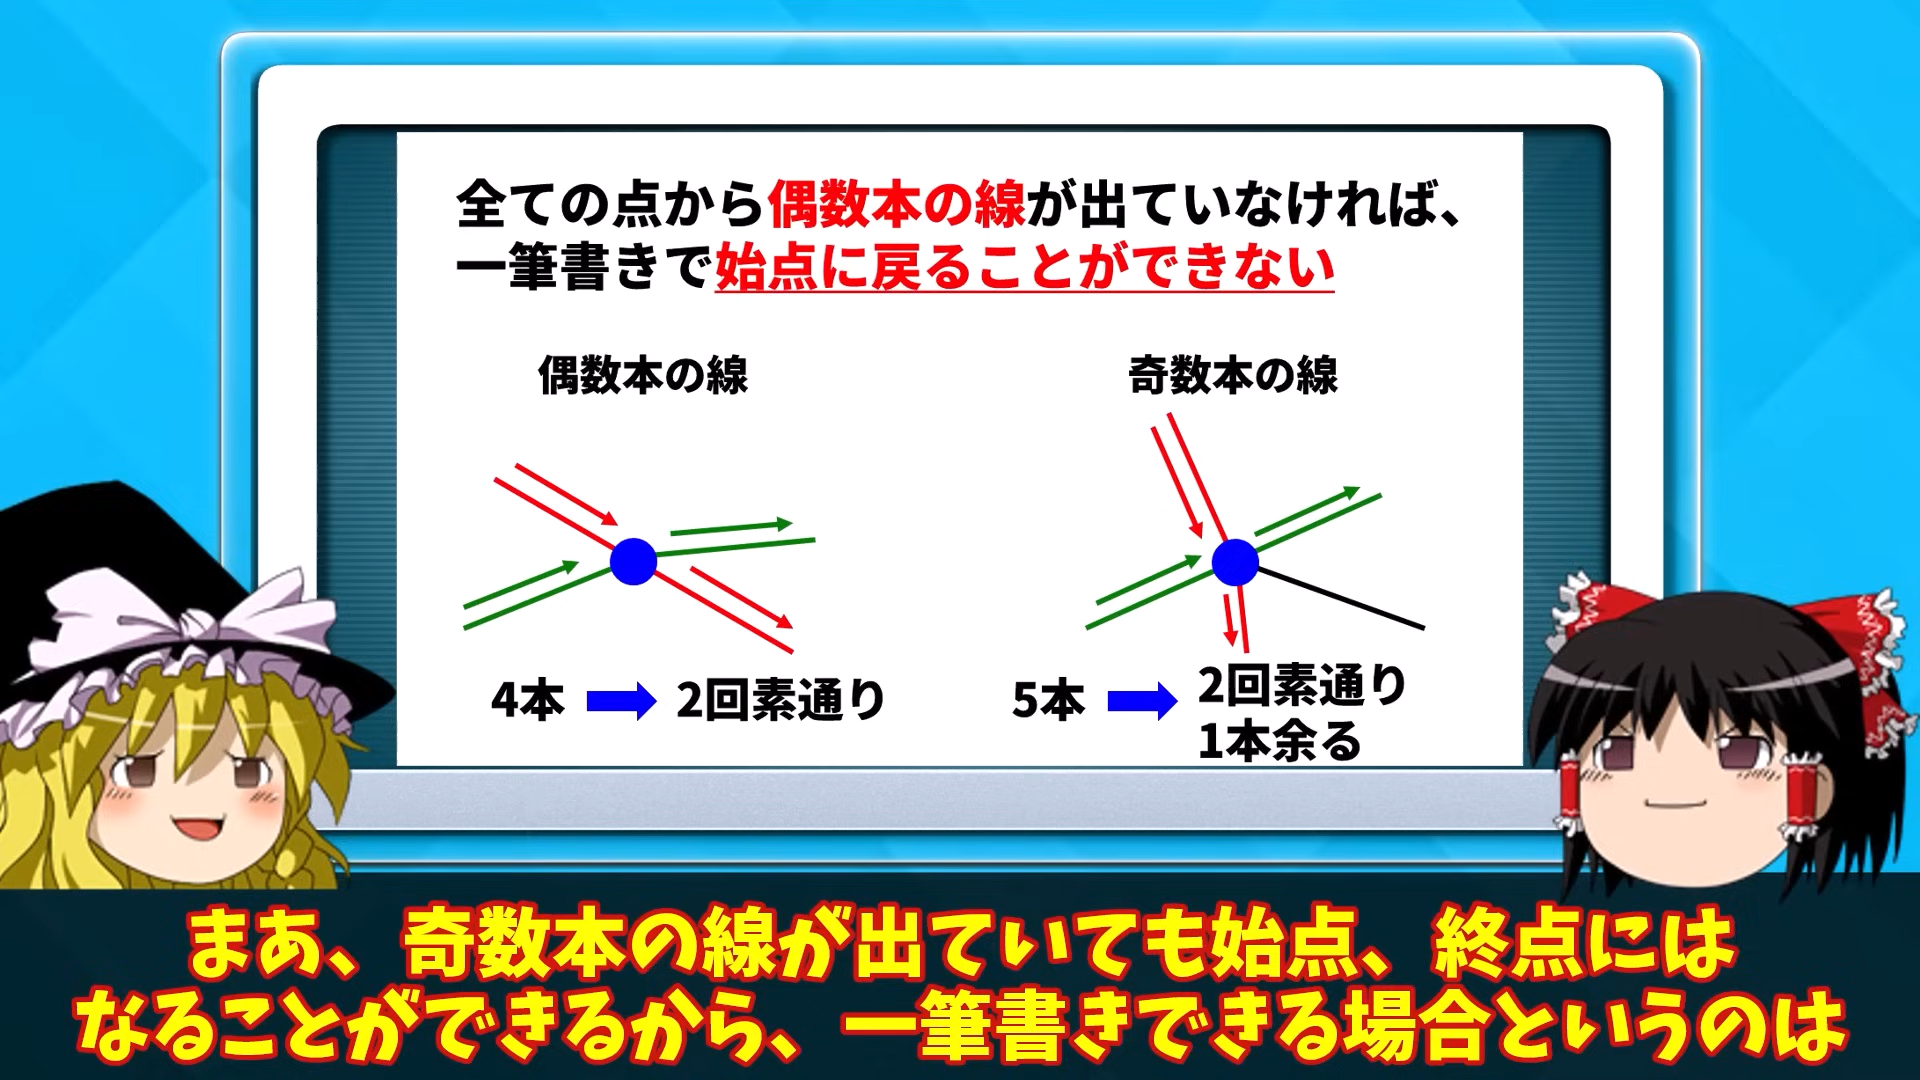 全ての点から偶数本の線が出ていなければ、
一筆書きで始点に戻ることができない
偶数本の線
奇数本の線
4本
2回素通り
5本
2回素通り
1本余る
まあ、奇数本の線が出ていても始点、終点には
なることができるから、一筆書きできる場合というのは